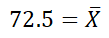 72.5 = X̅